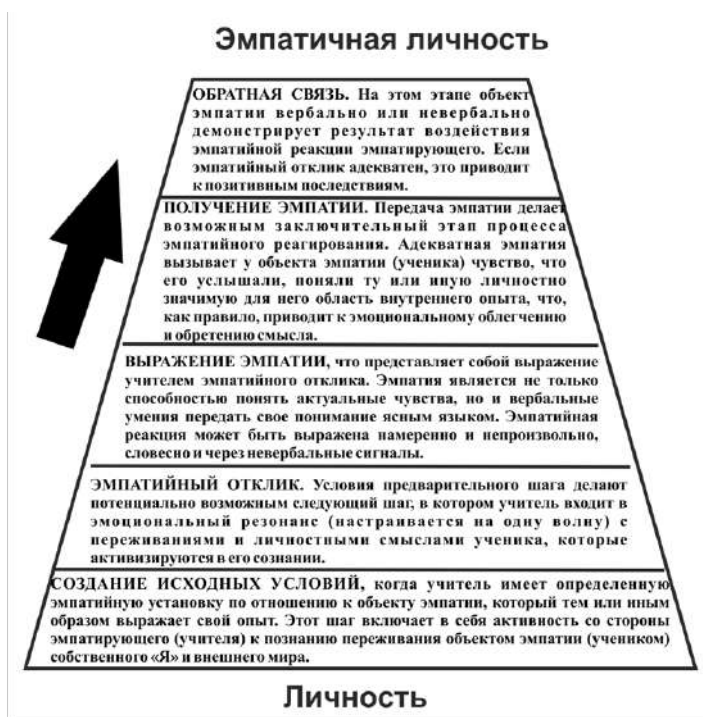 Эмпатичная личность
ОБРАТНАЯ СВЯЗЬ. На этом этапе объект
эмпатии вербально или невербально
демонстрирует результат воздействия
эмпатийной реакции эмпатирующего. Если
эмпатийный отклик адекватен, это приводит
к позитивным последствиям.
ПОЛУЧЕНИЕ ЭМПАТИИ. Передача эмпатии делает
возможным заключительный этап процесса
эмпатийного реагирования. Адекватная эмпатия
вызывает у объекта эмпатии (ученика) чувство, что
его услышали, поняли ту или иную личностно
значимую для него область внутреннего опыта, что,
как правило, приводит к эмоциональному облегчению
и обретению смысла.
ВЫРАЖЕНИЕ ЭМПАТИИ, что представляет собой выражение
учителем эмпатийного отклика. Эмпатия является не только
способностью понять актуальные чувства, но и вербальные
умения передать свое понимание ясным языком. Эмпатийная
реакция может быть выражена намеренно и непроизвольно,
словесно и через невербальные сигналы.
ЭМПАТИЙНЫЙ ОТКЛИК. Условия предварительного шага делают
потенциально возможным следующий шаг, в котором учитель входит в
эмоциональный резонанс (настраивается на одну волну) с
переживаниями и личностными смыслами ученика, которые
активизируются в его сознании.
СОЗДАНИЕ ИСХОДНЫХ УСЛОВИЙ, когда учитель имеет определенную
эмпатийную установку по отношению к объекту эмпатии, который тем или иным
образом выражает свой опыт. Этот шаг включает в себя активность со стороны
эмпатирующего (учителя) к познанию переживания объектом эмпатии (учеником)
собственного «Я» и внешнего мира.
Личность